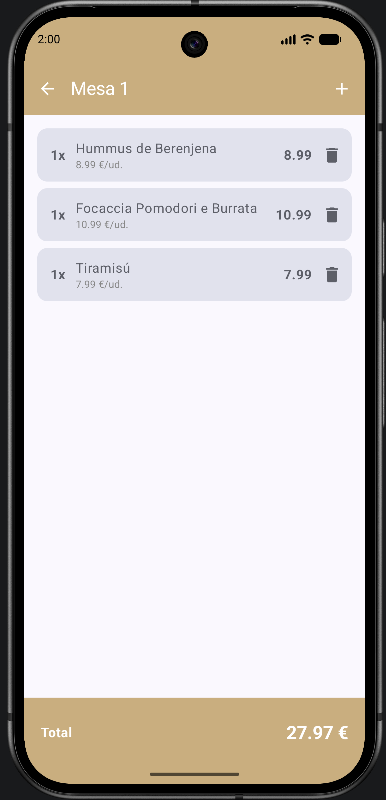 2:00
Mesa 1
1x Hummus de Berenjena 8.99
8.99 €/ud.
1x Focaccia Pomodori e Burrata 10.99
10.99 €/ud.
1x Tiramisú 7.99
7.99 €/ud.
Total 27.97 €